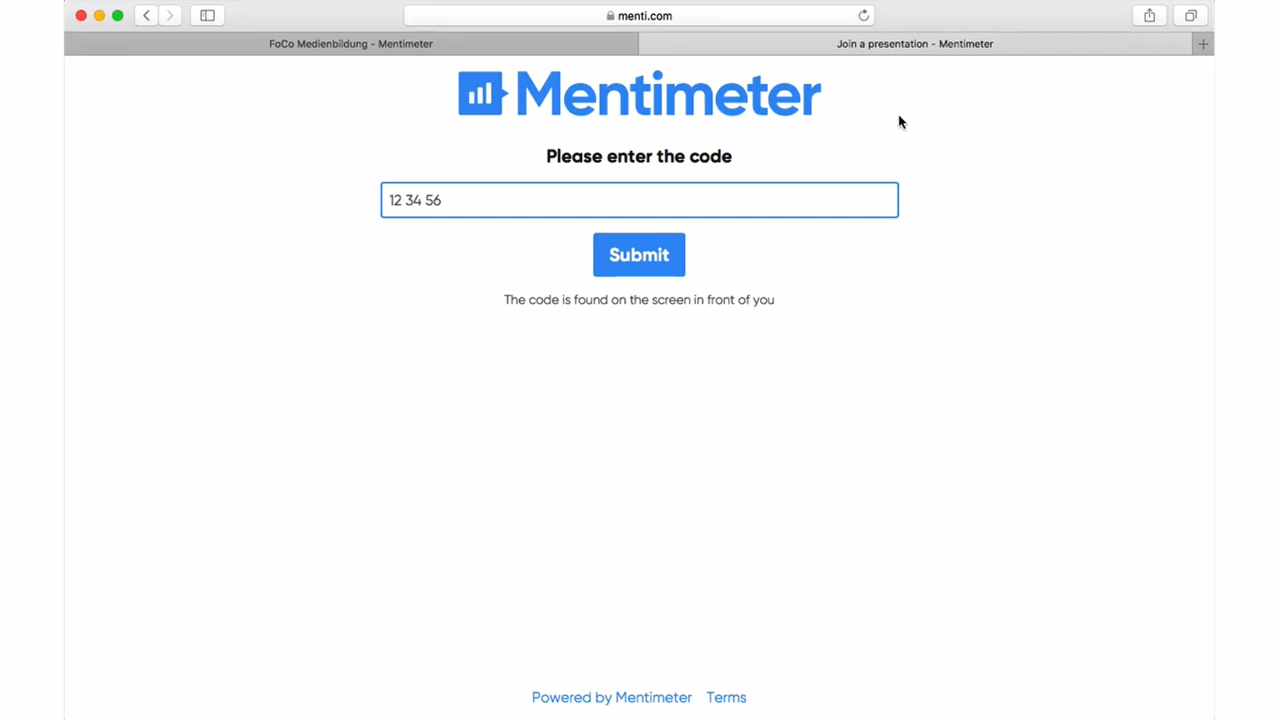 menti.com
FoCo Medienbildung - Mentimeter
Join a presentation - Mentimeter
Mentimeter
Please enter the code
12 34 56
Submit
The code is found on the screen in front of you
Powered by Mentimeter Terms